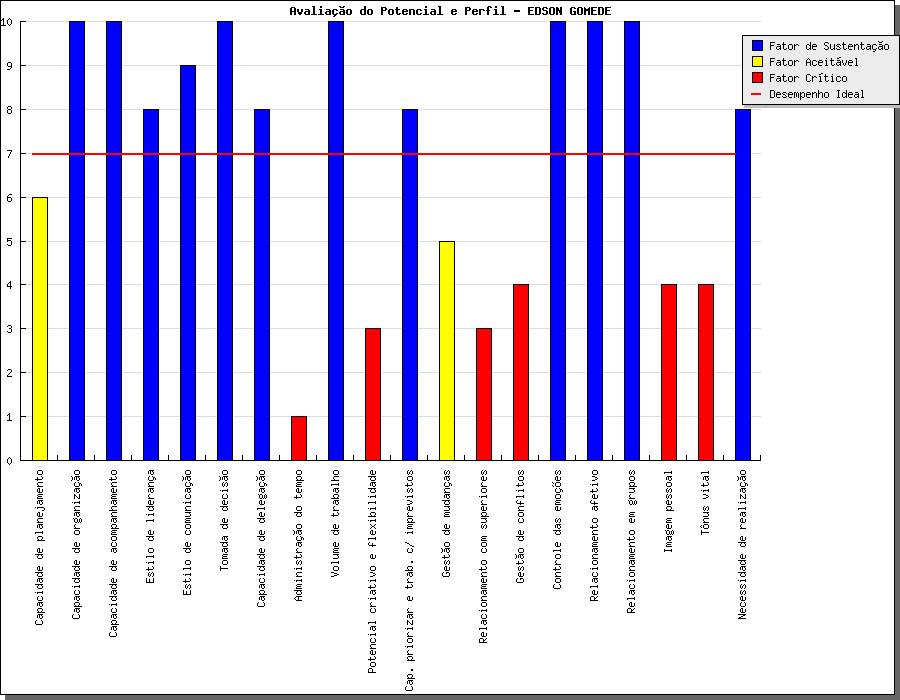 Avaliação do Potencial e Perfil - EDSON GOMEDE
Fator de Sustentação
Fator Aceitável
Fator Crítico
Desempenho Ideal
10
9
8
7
6
5
4
3
2
1
0
Capacidade de planejamento
Capacidade de organização
Capacidade de acompanhamento
Estilo de liderança
Estilo de comunicação
Tomada de decisão
Capacidade de delegação
Administração do tempo
Volume de trabalho
Potencial criativo e flexibilidade
Cap. priorizar e trab. c/ imprevistos
Gestão de mudanças
Relacionamento com superiores
Gestão de conflitos
Controle das emoções
Relacionamento afetivo
Relacionamento em grupos
Imagem pessoal
Tônus vital
Necessidade de realização